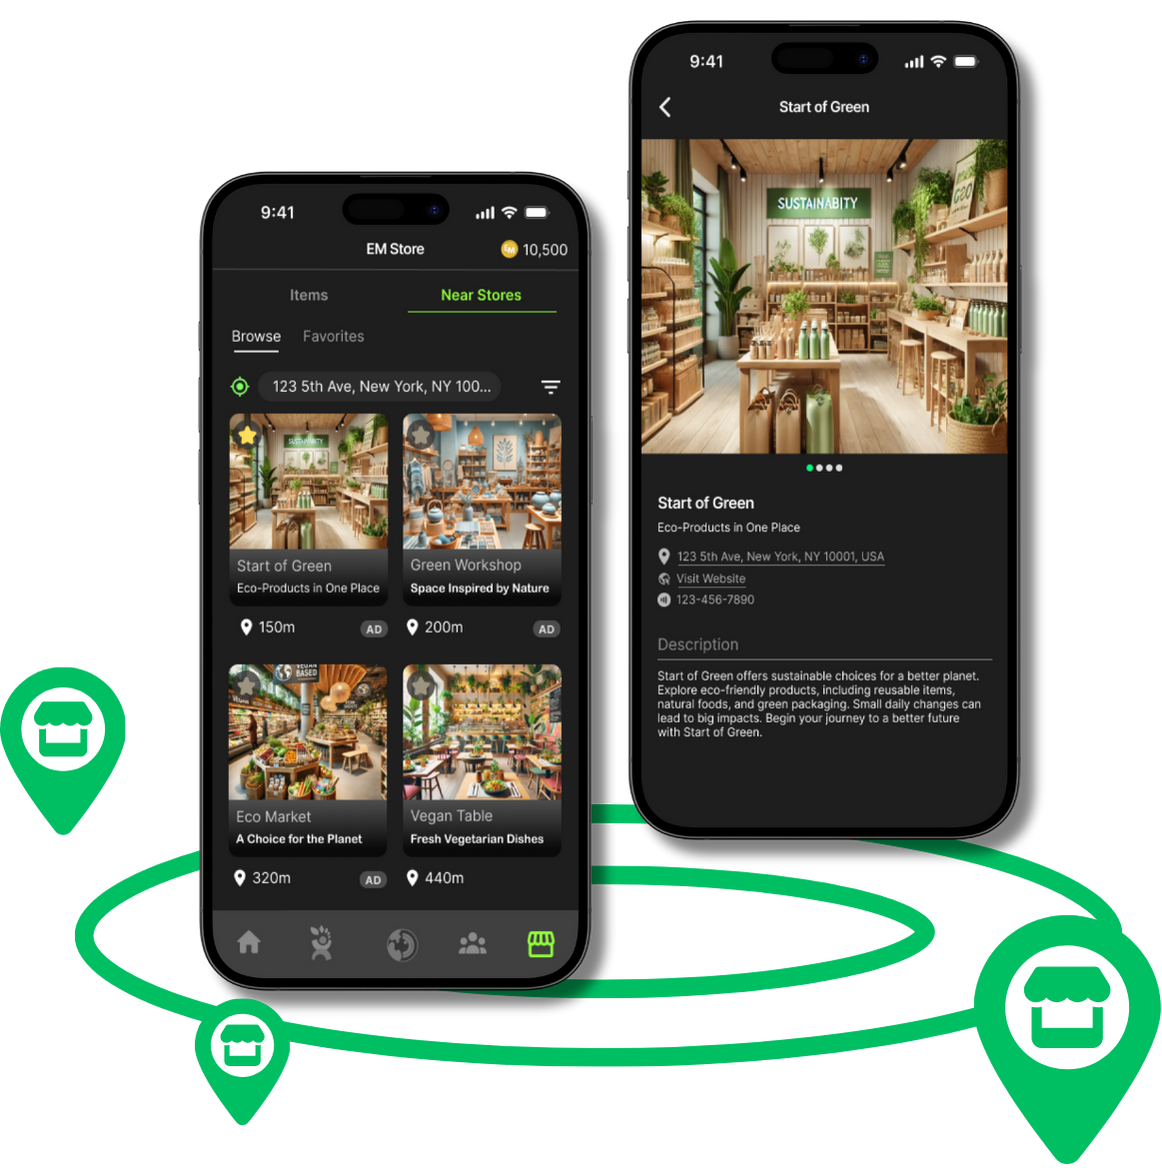 9:41
EM Store
EM 10,500
Items
Near Stores
Browse
Favorites
123 5th Ave, New York, NY 100...
SUSTAINABITY
Start of Green
Eco-Products in One Place
150m
AD
Green Workshop
Space Inspired by Nature
200m
AD
VEGAN
BASED
Eco Market
A Choice for the Planet
320m
AD
Vegan Table
Fresh Vegetarian Dishes
440m
9:41
Start of Green
SUSTAINABITY
Start of Green
Eco-Products in One Place
123 5th Ave, New York, NY 10001, USA
Visit Website
123-456-7890
Description
Start of Green offers sustainable choices for a better planet.
Explore eco-friendly products, including reusable items,
natural foods, and green packaging. Small daily changes can
lead to big impacts. Begin your journey to a better future
with Start of Green.